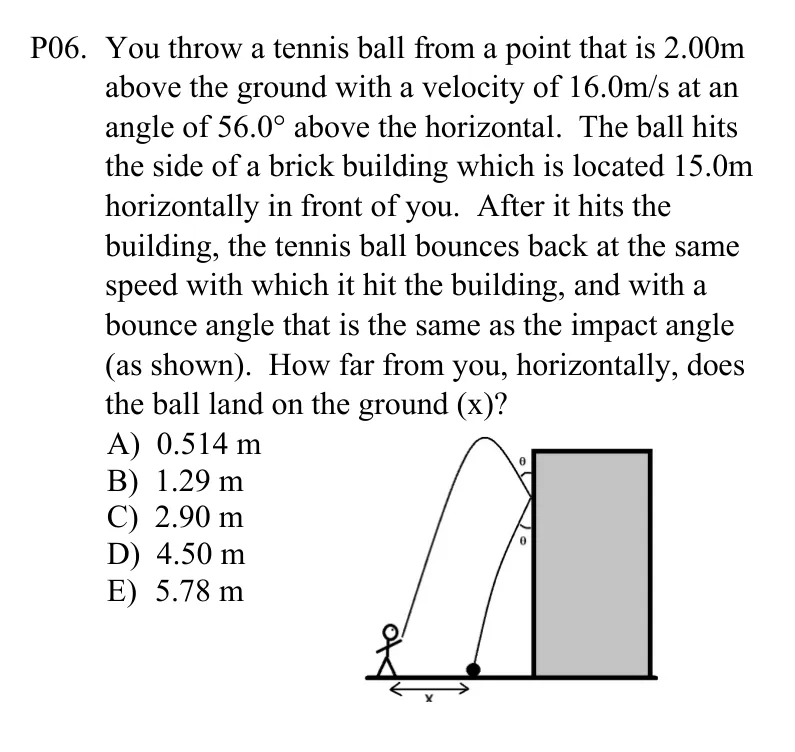 P06. You throw a tennis ball from a point that is 2.00m
above the ground with a velocity of 16.0m/s at an
angle of 56.0° above the horizontal. The ball hits
the side of a brick building which is located 15.0m
horizontally in front of you. After it hits the
building, the tennis ball bounces back at the same
speed with which it hit the building, and with a
bounce angle that is the same as the impact angle
(as shown). How far from you, horizontally, does
the ball land on the ground (x)?
A) 0.514 m
B) 1.29 m
C) 2.90 m
D) 4.50 m
E) 5.78 m
θ
θ
x